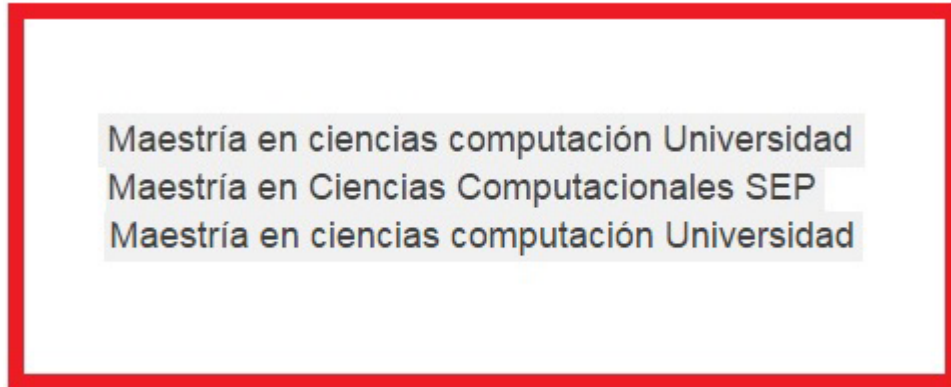 Maestría en ciencias computación Universidad
Maestría en Ciencias Computacionales SEP
Maestría en ciencias computación Universidad